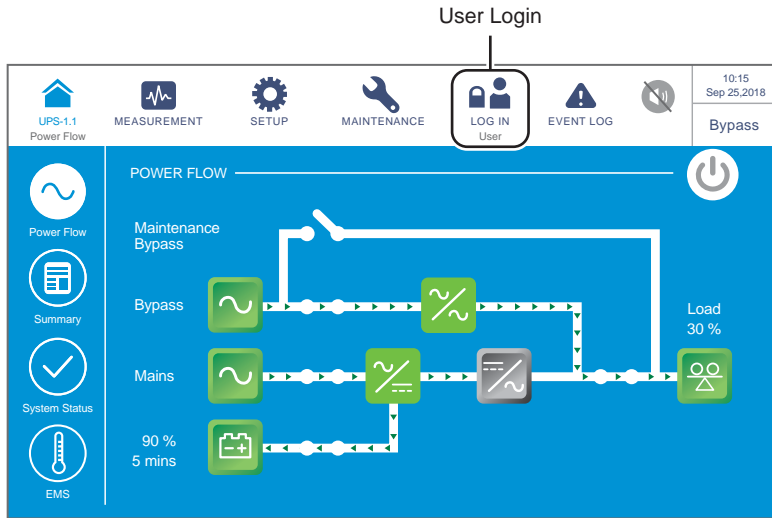 User Login
UPS-1.1
Power Flow
MEASUREMENT
SETUP
MAINTENANCE
LOG IN
User
EVENT LOG
10:15
Sep 25,2018
Bypass
POWER FLOW
Power Flow
Summary
System Status
EMS
Maintenance
Bypass
Bypass
Mains
90 %
5 mins
Load
30 %